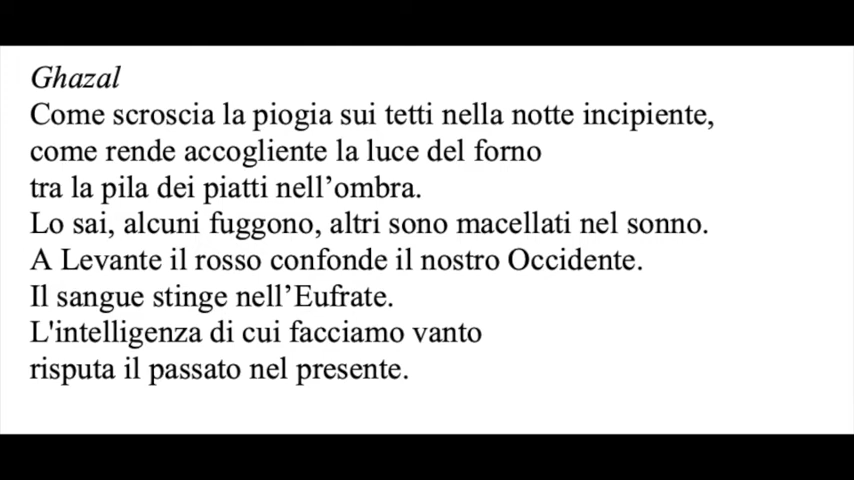 Ghazal
Come scroscia la piogia sui tetti nella notte incipiente,
come rende accogliente la luce del forno
tra la pila dei piatti nell’ombra.
Lo sai, alcuni fuggono, altri sono macellati nel sonno.
A Levante il rosso confonde il nostro Occidente.
Il sangue stinge nell’Eufrate.
L'intelligenza di cui facciamo vanto
risputa il passato nel presente.